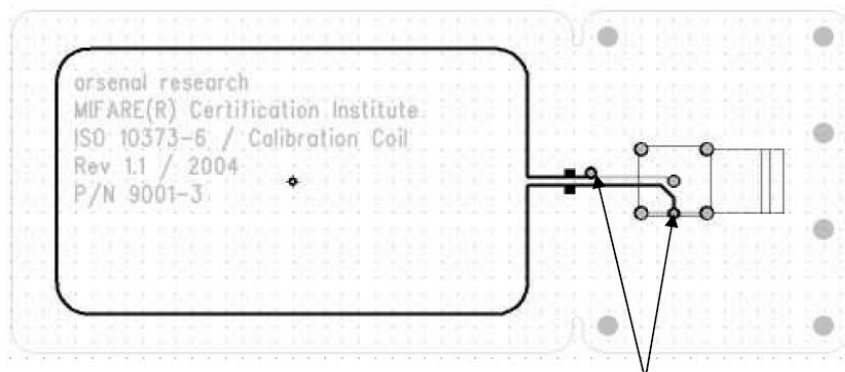 arsenal research
MIFARE(R) Certification Institute
ISO 10373-6 / Calibration Coil
Rev 1.1 / 2004
P/N 9001-3